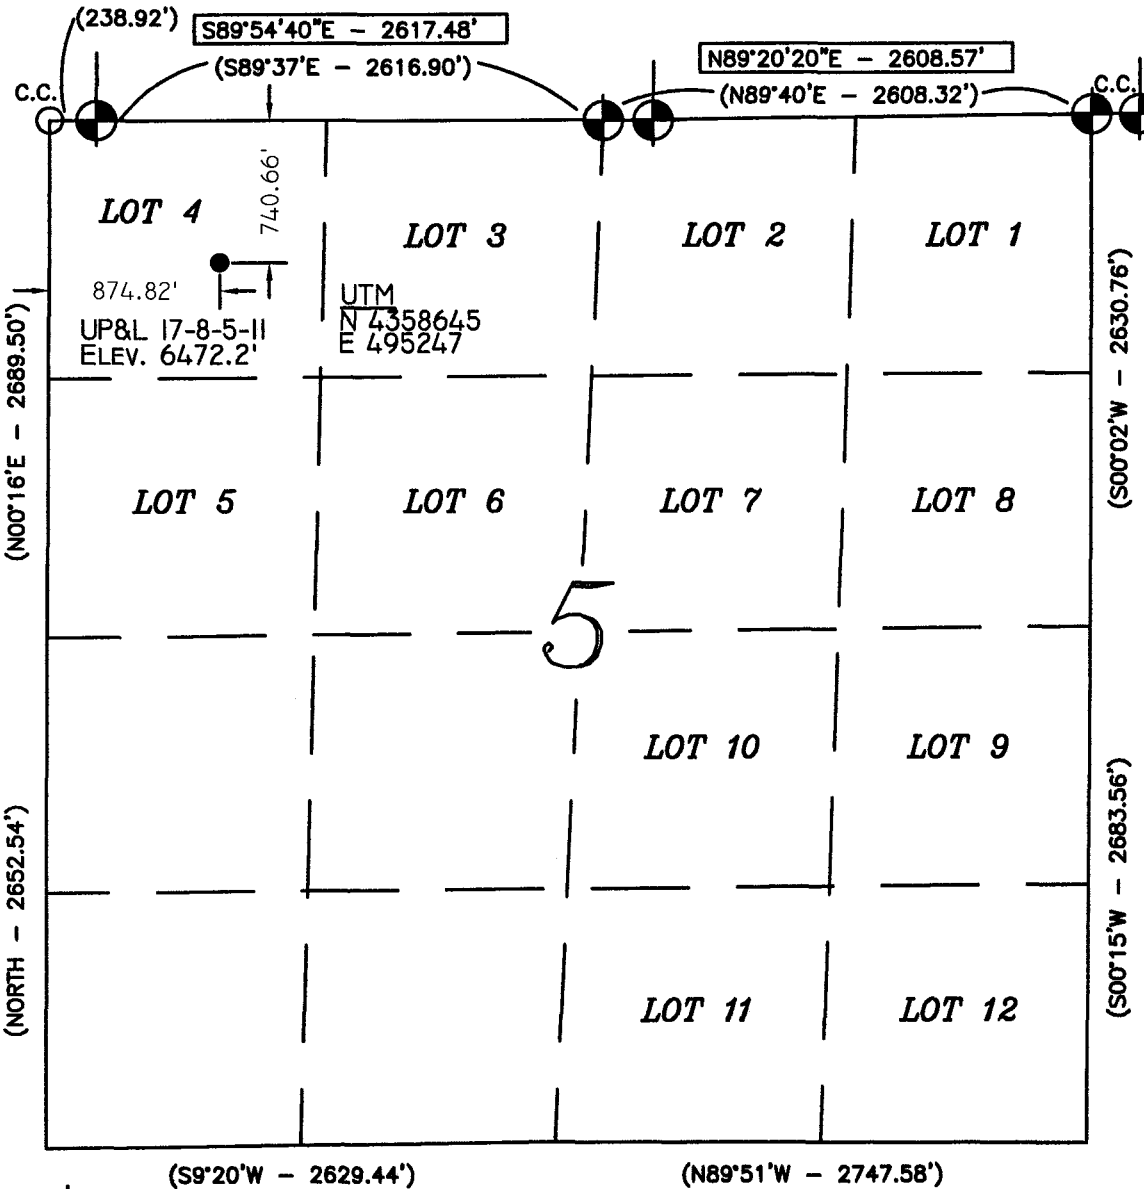 (238.92')
S89°54'40"E – 2617.48'
(S89°37'E – 2616.90')
N89°20'20"E – 2608.57'
(N89°40'E – 2608.32')
C.C.
C.C.
740.66'
LOT 4
LOT 3
LOT 2
LOT 1
874.82'
UP&L 17-8-5-11
ELEV. 6472.2'
UTM
N 4358645
E 495247
(N00°16'E – 2689.50')
(S00°02'W – 2630.76')
LOT 5
LOT 6
LOT 7
LOT 8
5
LOT 10
LOT 9
(NORTH – 2652.54')
(S00°15'W – 2683.56')
LOT 11
LOT 12
(S9°20'W – 2629.44')
(N89°51'W – 2747.58')